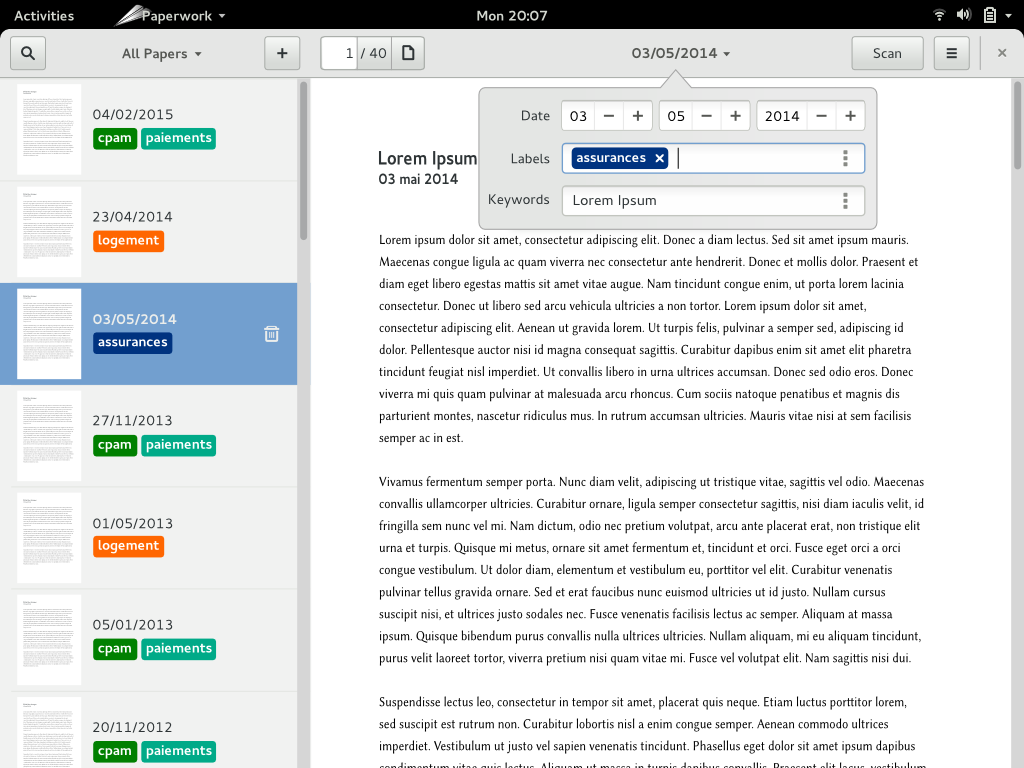 Activities Paperwork Mon 20:07
All Papers + 1 / 40 03/05/2014 Scan
04/02/2015
cpam paiements
23/04/2014
logement
03/05/2014
assurances
27/11/2013
cpam paiements
01/05/2013
logement
05/01/2013
cpam paiements
20/11/2012
cpam paiements
Date 03 − + 05 − + 2014 − +
Labels assurances ×
Keywords Lorem Ipsum
Lorem Ipsum
03 mai 2014
Lorem ipsum dolor sit amet, consectetur adipiscing elit. Donec a diam lectus. Sed sit amet ipsum mauris.
Maecenas congue ligula ac quam viverra nec consectetur ante hendrerit. Donec et mollis dolor. Praesent et
diam eget libero egestas mattis sit amet vitae augue. Nam tincidunt congue enim, ut porta lorem lacinia
consectetur. Donec ut libero sed arcu vehicula ultricies a non tortor. Lorem ipsum dolor sit amet,
consectetur adipiscing elit. Aenean ut gravida lorem. Ut turpis felis, pulvinar a semper sed, adipiscing id
dolor. Pellentesque auctor nisi id magna consequat sagittis. Curabitur dapibus enim sit amet elit pharetra
tincidunt feugiat nisl imperdiet. Ut convallis libero in urna ultrices accumsan. Donec sed odio eros. Donec
viverra mi quis quam pulvinar at malesuada arcu rhoncus. Cum sociis natoque penatibus et magnis dis
parturient montes, nascetur ridiculus mus. In rutrum accumsan ultricies. Mauris vitae nisi at sem facilisis
semper ac in est.
Vivamus fermentum semper porta. Nunc diam velit, adipiscing ut tristique vitae, sagittis vel odio. Maecenas
convallis ullamcorper ultricies. Curabitur ornare, ligula semper consectetur sagittis, nisi diam iaculis velit, id
fringilla sem nunc vel mi. Nam dictum, odio nec pretium volutpat, arcu ante placerat erat, non tristique elit
urna et turpis. Quisque mi metus, ornare sit amet fermentum et, tincidunt et orci. Fusce eget orci a orci
congue vestibulum. Ut dolor diam, elementum et vestibulum eu, porttitor vel elit. Curabitur venenatis
pulvinar tellus gravida ornare. Sed et erat faucibus nunc euismod ultricies ut id justo. Nullam cursus
suscipit nisi, et ultrices justo sodales nec. Fusce venenatis facilisis lectus ac semper. Aliquam at massa
ipsum. Quisque bibendum purus convallis nulla ultrices ultricies. Nullam aliquam, mi eu aliquam tincidunt,
purus velit laoreet tortor, viverra pretium nisi quam vitae mi. Fusce vel volutpat elit. Nam sagittis nisi dui.
Suspendisse lectus leo, consectetur in tempor sit amet, placerat quis neque. Etiam luctus porttitor lorem,
sed suscipit est rutrum non. Curabitur lobortis nisl a enim congue semper. Aenean commodo ultrices
imperdiet. Vestibulum ut justo vel sapien venenatis tincidunt. Phasellus eget dolor sit amet ipsum dapibus
condimentum vitae quis lectus. Aliquam ut massa in turpis dapibus convallis. Praesent elit lacus, vestibulum